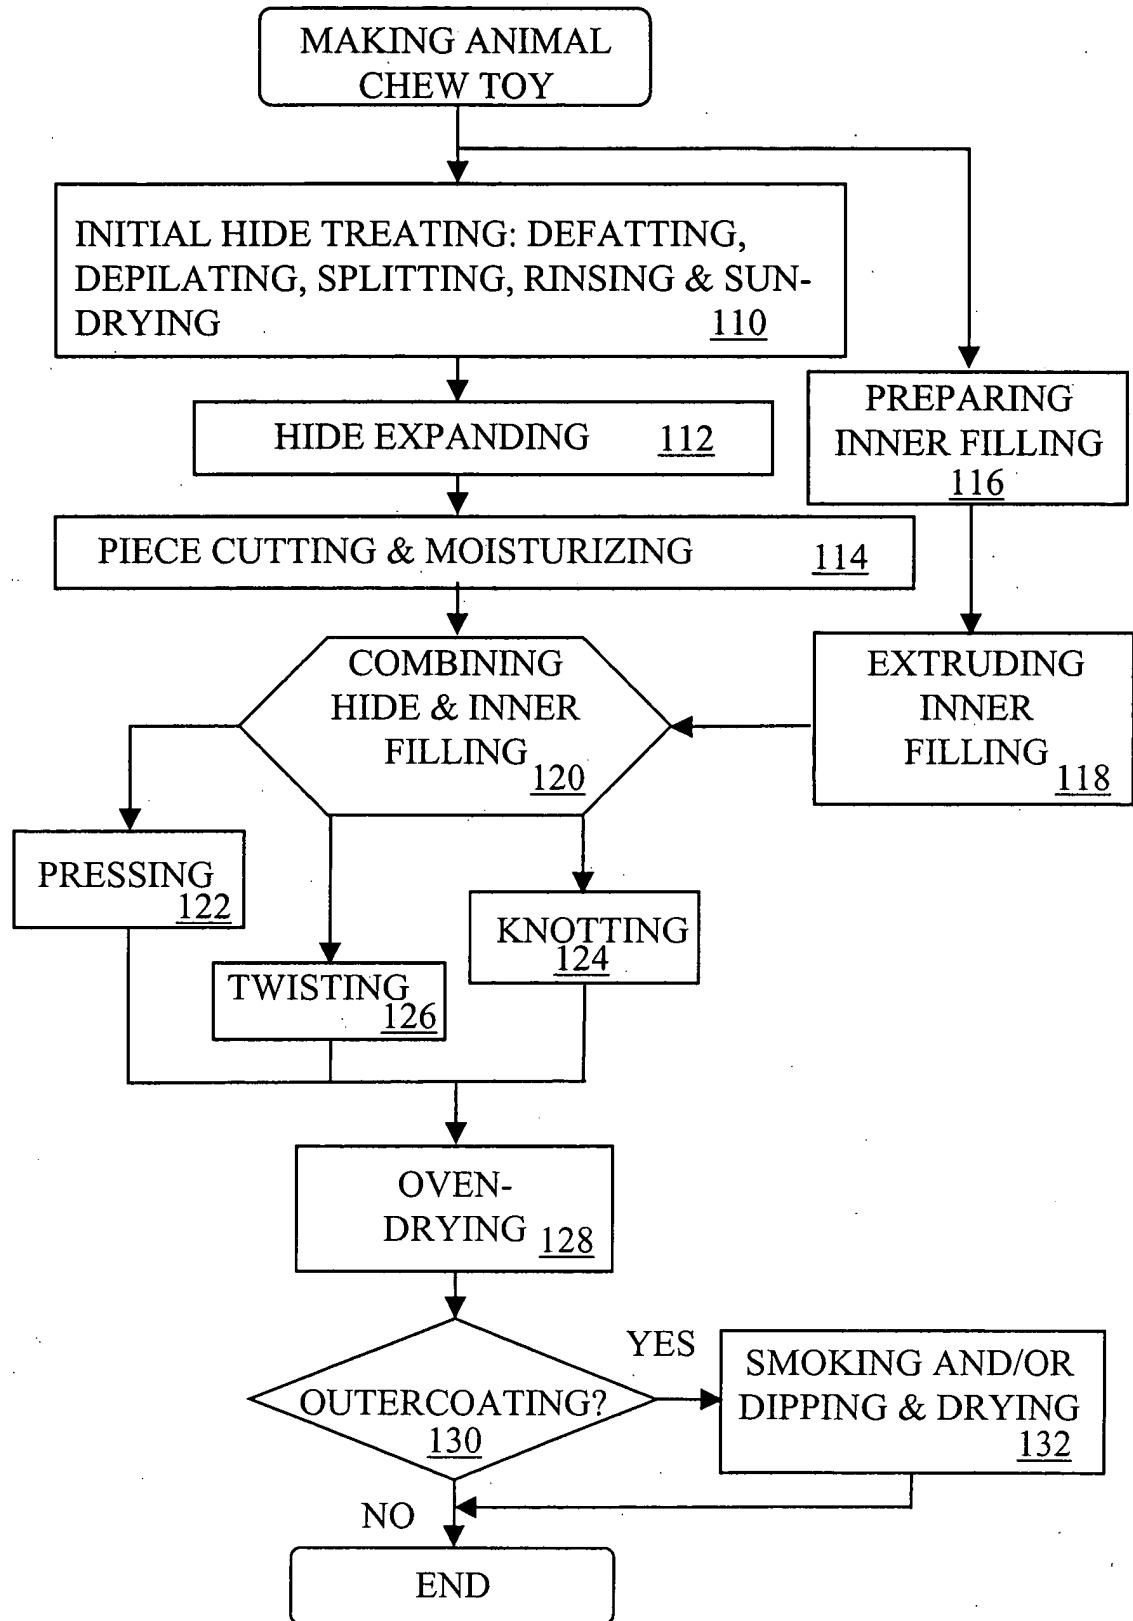 MAKING ANIMAL
CHEW TOY
INITIAL HIDE TREATING: DEFATTING,
DEPILATING, SPLITTING, RINSING & SUN-
DRYING 110
HIDE EXPANDING 112
PREPARING
INNER FILLING
116
PIECE CUTTING & MOISTURIZING 114
COMBINING
HIDE & INNER
FILLING
120
EXTRUDING
INNER
FILLING
118
PRESSING
122
KNOTTING
124
TWISTING
126
OVEN-
DRYING 128
OUTERCOATING?
130
YES
SMOKING AND/OR
DIPPING & DRYING
132
NO
END